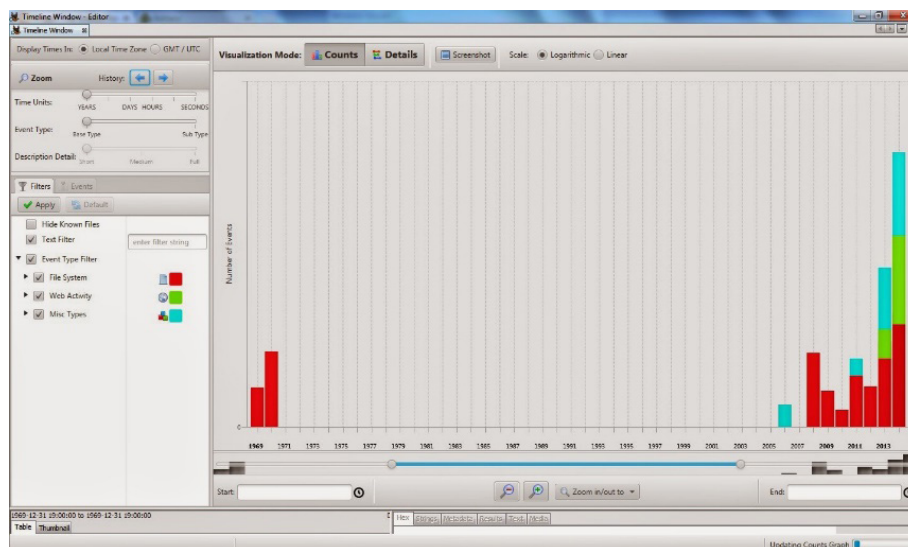 Timeline Window - Editor
Timeline Window
Display Times In: Local Time Zone GMT / UTC
Visualization Mode: Counts Details Screenshot Scale: Logarithmic Linear
Zoom History:
Time Units: YEARS DAYS HOURS SECONDS
Event Type: Base Type Sub Type
Description Detail: Short Medium Full
Filters Events
Apply Default
Hide Known Files
Text Filter enter filter string
Event Type Filter
File System
Web Activity
Misc Types
Number of Events
0
1969 1971 1973 1975 1977 1979 1981 1983 1985 1987 1989 1991 1993 1995 1997 1999 2001 2003 2005 2007 2009 2011 2013
Start: Zoom in/out to End:
1969-12-31 19:00:00 to 1969-12-31 19:00:00
Table Thumbnail
Hex Strings Metadata Results Text Media
Updating Counts Graph